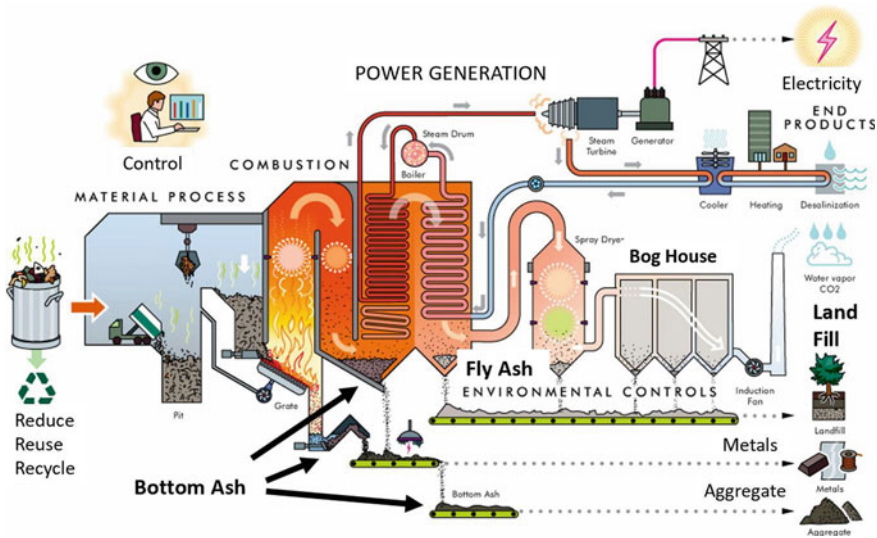 POWER GENERATION
Electricity
END
PRODUCTS
Control
COMBUSTION
MATERIAL PROCESS
Steam Drum
Boiler
Steam
Turbine
Generator
Cooler
Heating
Desalinization
Spray Dryer
Bog House
Water vapor
CO2
Land
Fill
Fly Ash
ENVIRONMENTAL CONTROLS
Induction
Fan
Landfill
Pit
Grate
Reduce
Reuse
Recycle
Bottom Ash
Metals
Metals
Bottom Ash
Aggregate
Aggregate